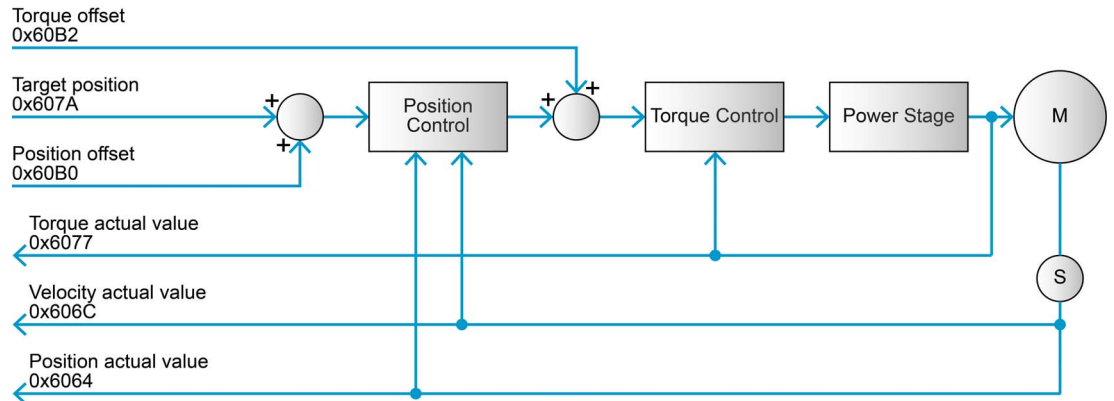 Torque offset
0x60B2
Target position
0x607A
+
Position Control
+
+
Torque Control
Power Stage
M
+
Position offset
0x60B0
Torque actual value
0x6077
S
Velocity actual value
0x606C
Position actual value
0x6064